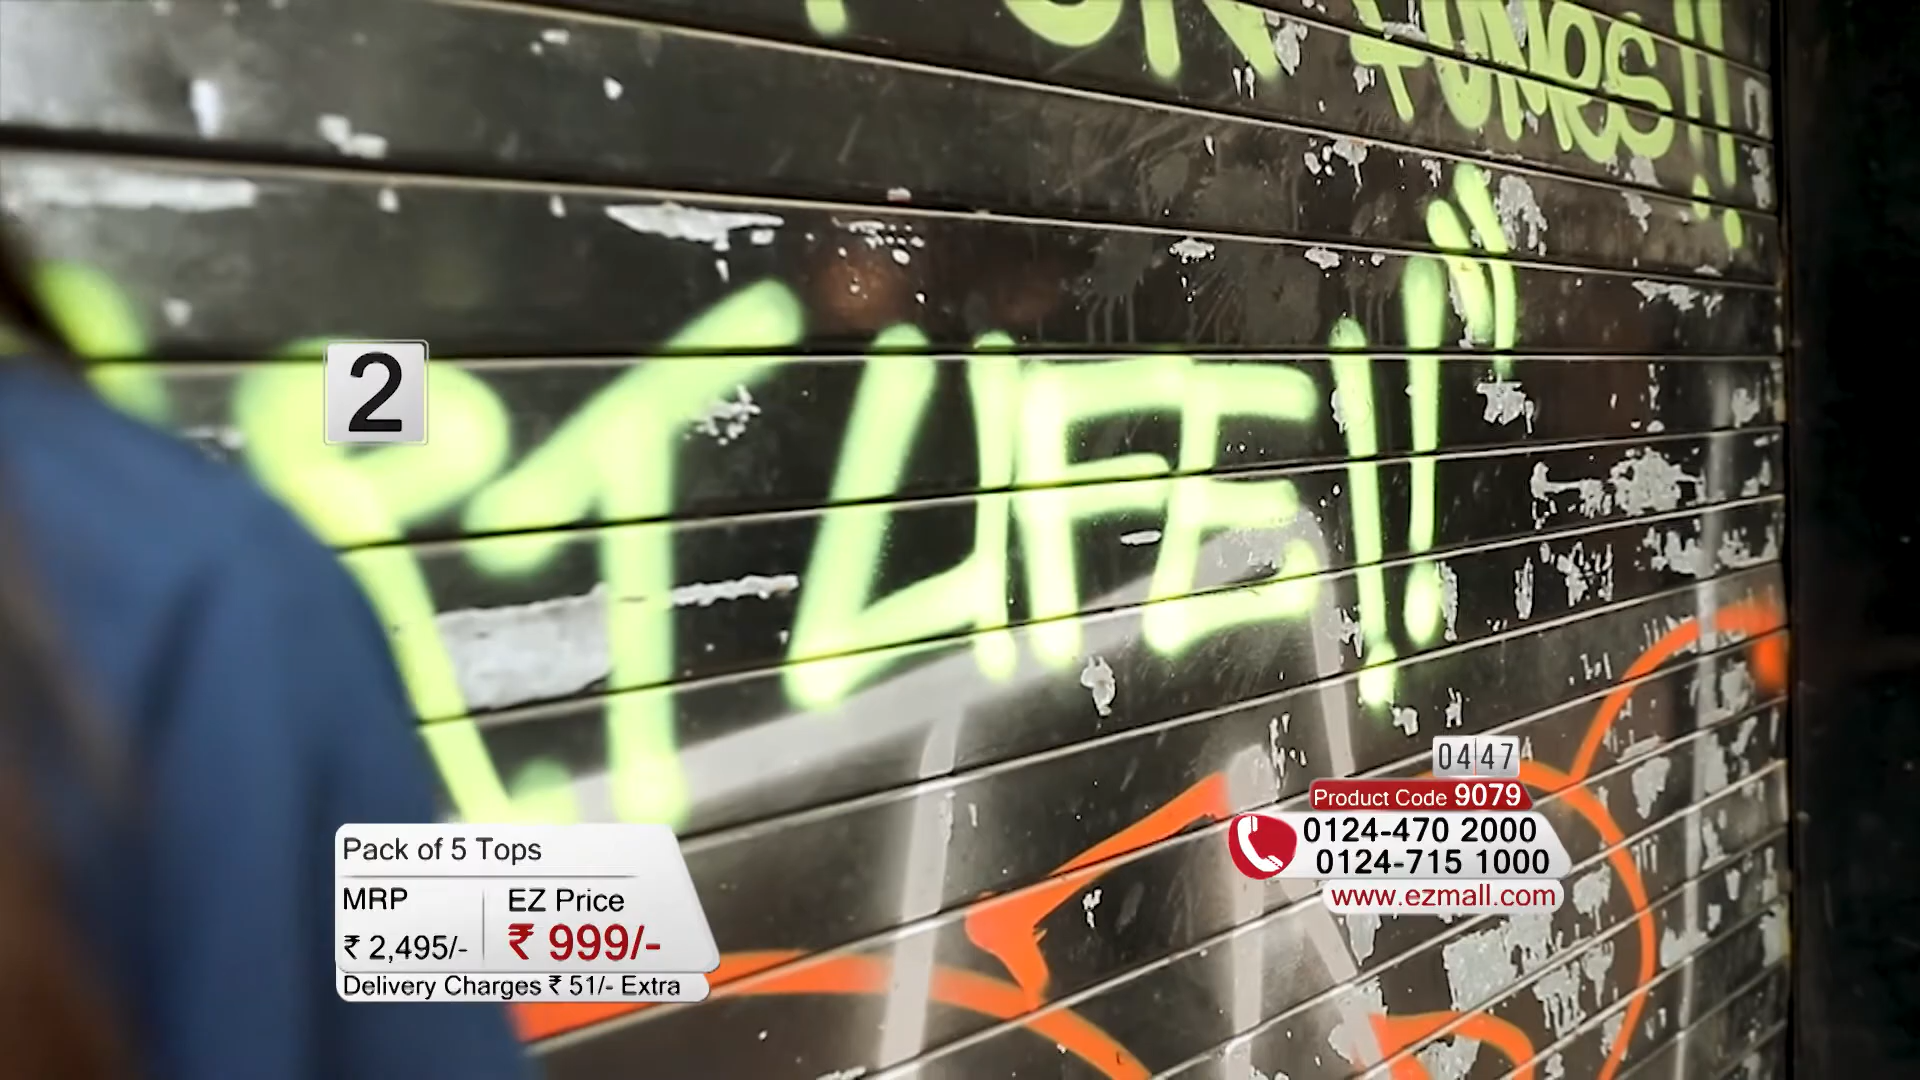 TUNES!!
LIFE!!"
2
04 47
Product Code 9079
0124-470 2000
0124-715 1000
www.ezmall.com
Pack of 5 Tops
MRP
EZ Price
₹ 2,495/-
₹ 999/-
Delivery Charges ₹ 51/- Extra